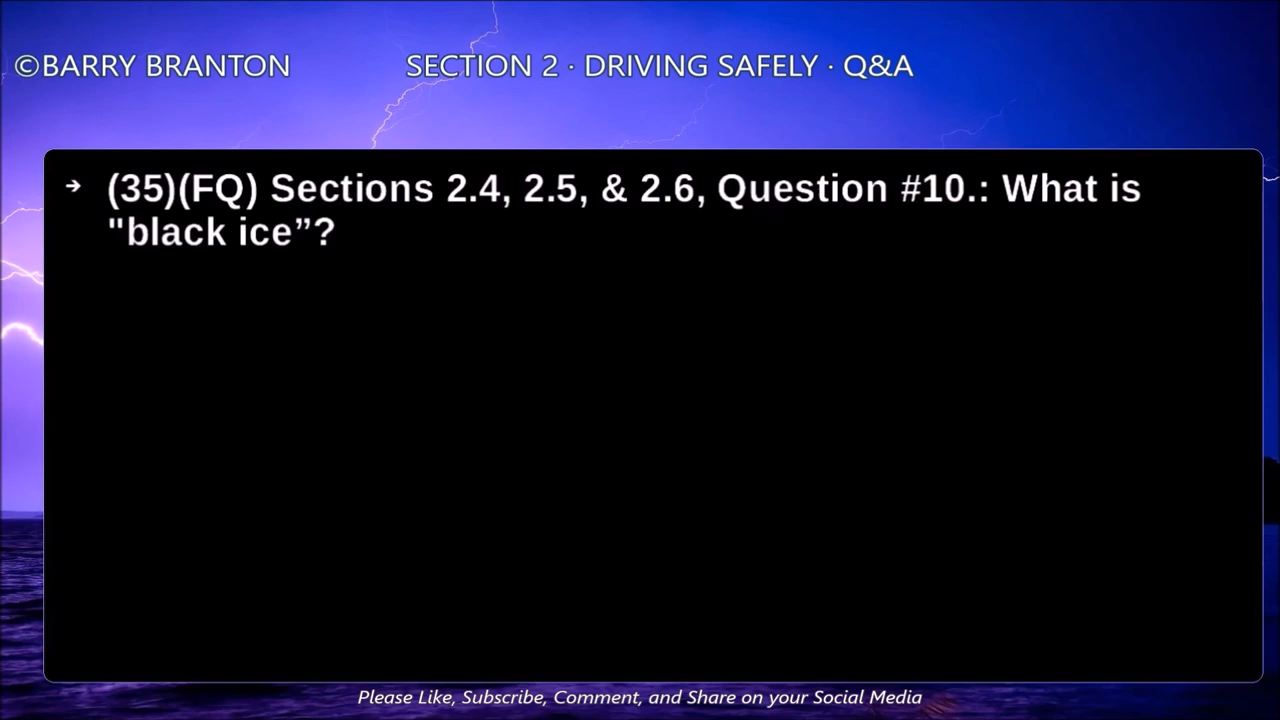 ©BARRY BRANTON
SECTION 2 · DRIVING SAFELY · Q&A
→ (35)(FQ) Sections 2.4, 2.5, & 2.6, Question #10.: What is
"black ice”?
Please Like, Subscribe, Comment, and Share on your Social Media